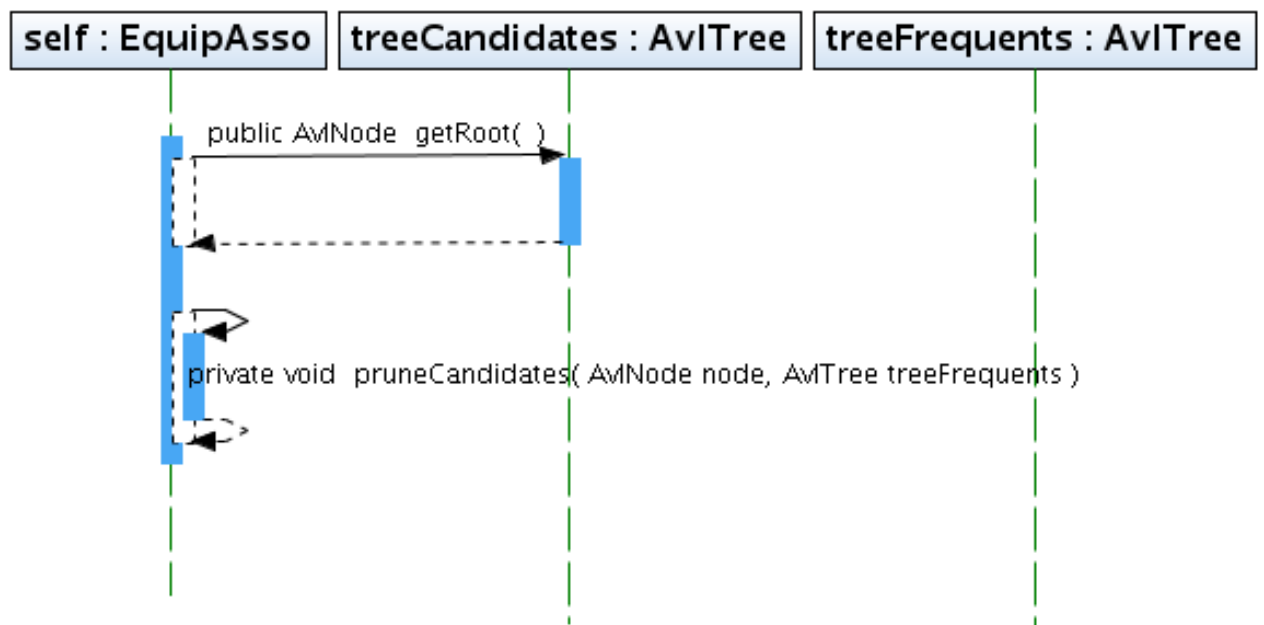 self : EquipAsso
treeCandidates : AvlTree
treeFrequents : AvlTree
public AvlNode getRoot( )
private void pruneCandidates( AvlNode node, AvlTree treeFrequents )